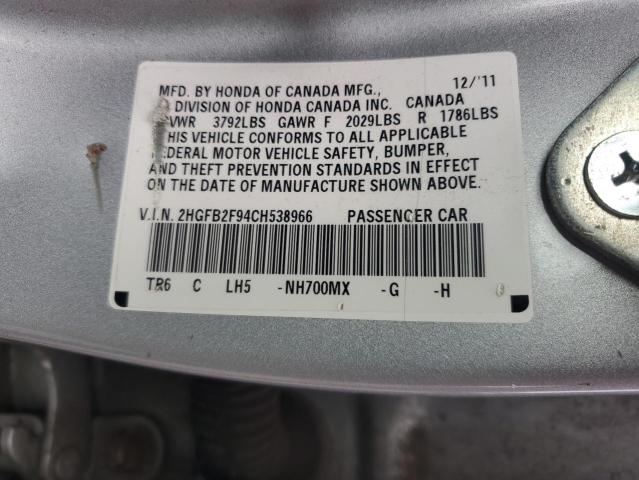 MFD. BY HONDA OF CANADA MFG., 12/'11
A DIVISION OF HONDA CANADA INC. CANADA
GVWR 3792LBS GAWR F 2029LBS R 1786LBS
THIS VEHICLE CONFORMS TO ALL APPLICABLE
FEDERAL MOTOR VEHICLE SAFETY, BUMPER,
AND THEFT PREVENTION STANDARDS IN EFFECT
ON THE DATE OF MANUFACTURE SHOWN ABOVE.
V.I.N. 2HGFB2F94CH538966 PASSENGER CAR
TR6 C LH5 -NH700MX -G -H